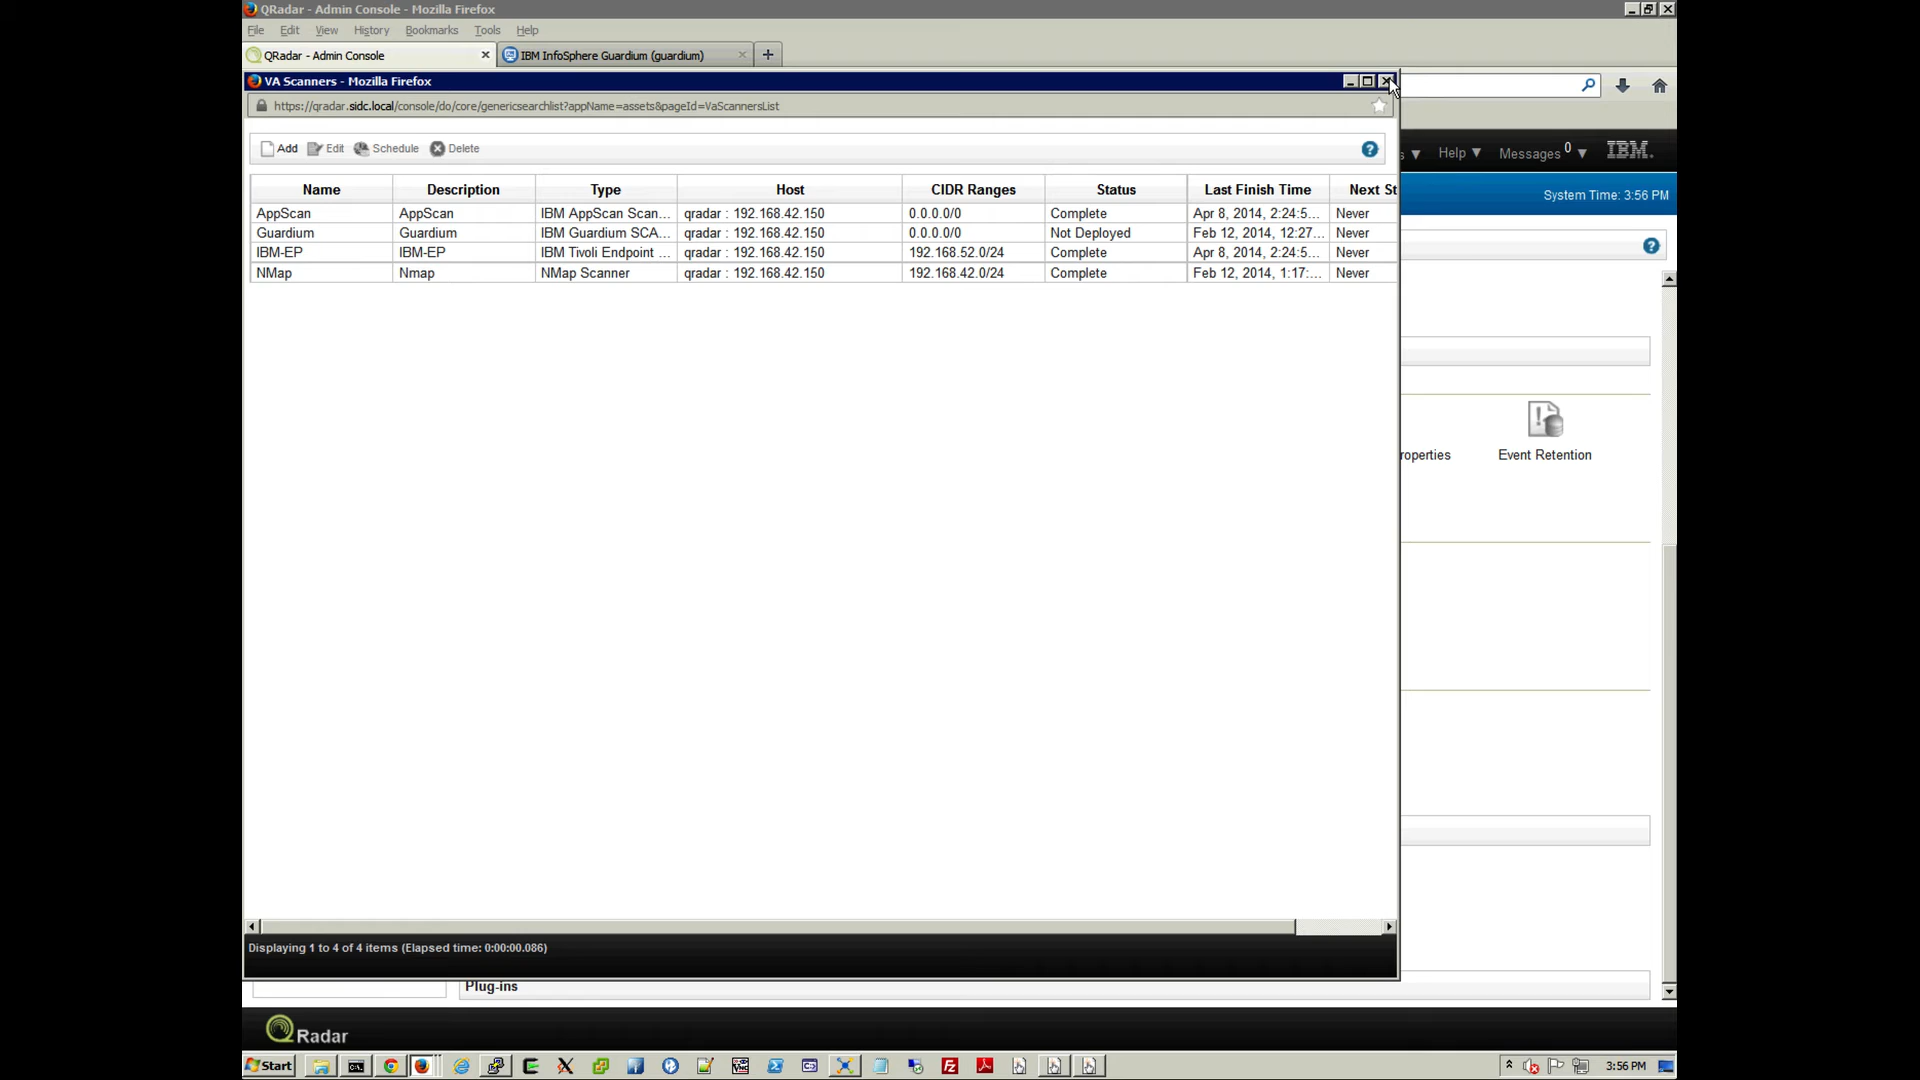 QRadar - Admin Console - Mozilla Firefox
File Edit View History Bookmarks Tools Help
QRadar - Admin Console
IBM InfoSphere Guardium (guardium)
VA Scanners - Mozilla Firefox
https://qradar.sidc.local/console/do/core/genericsearchlist?appName=assets&pageId=VaScannersList
Add Edit Schedule Delete
Help Messages 0
IBM.
System Time: 3:56 PM
Name Description Type Host CIDR Ranges Status Last Finish Time Next St
AppScan AppScan IBM AppScan Scan... qradar : 192.168.42.150 0.0.0.0/0 Complete Apr 8, 2014, 2:24:5... Never
Guardium Guardium IBM Guardium SCA... qradar : 192.168.42.150 0.0.0.0/0 Not Deployed Feb 12, 2014, 12:27... Never
IBM-EP IBM-EP IBM Tivoli Endpoint ... qradar : 192.168.42.150 192.168.52.0/24 Complete Apr 8, 2014, 2:24:5... Never
NMap Nmap NMap Scanner qradar : 192.168.42.150 192.168.42.0/24 Complete Feb 12, 2014, 1:17:... Never
roperties
Event Retention
Displaying 1 to 4 of 4 items (Elapsed time: 0:00:00.086)
Plug-ins
QRadar
Start
3:56 PM